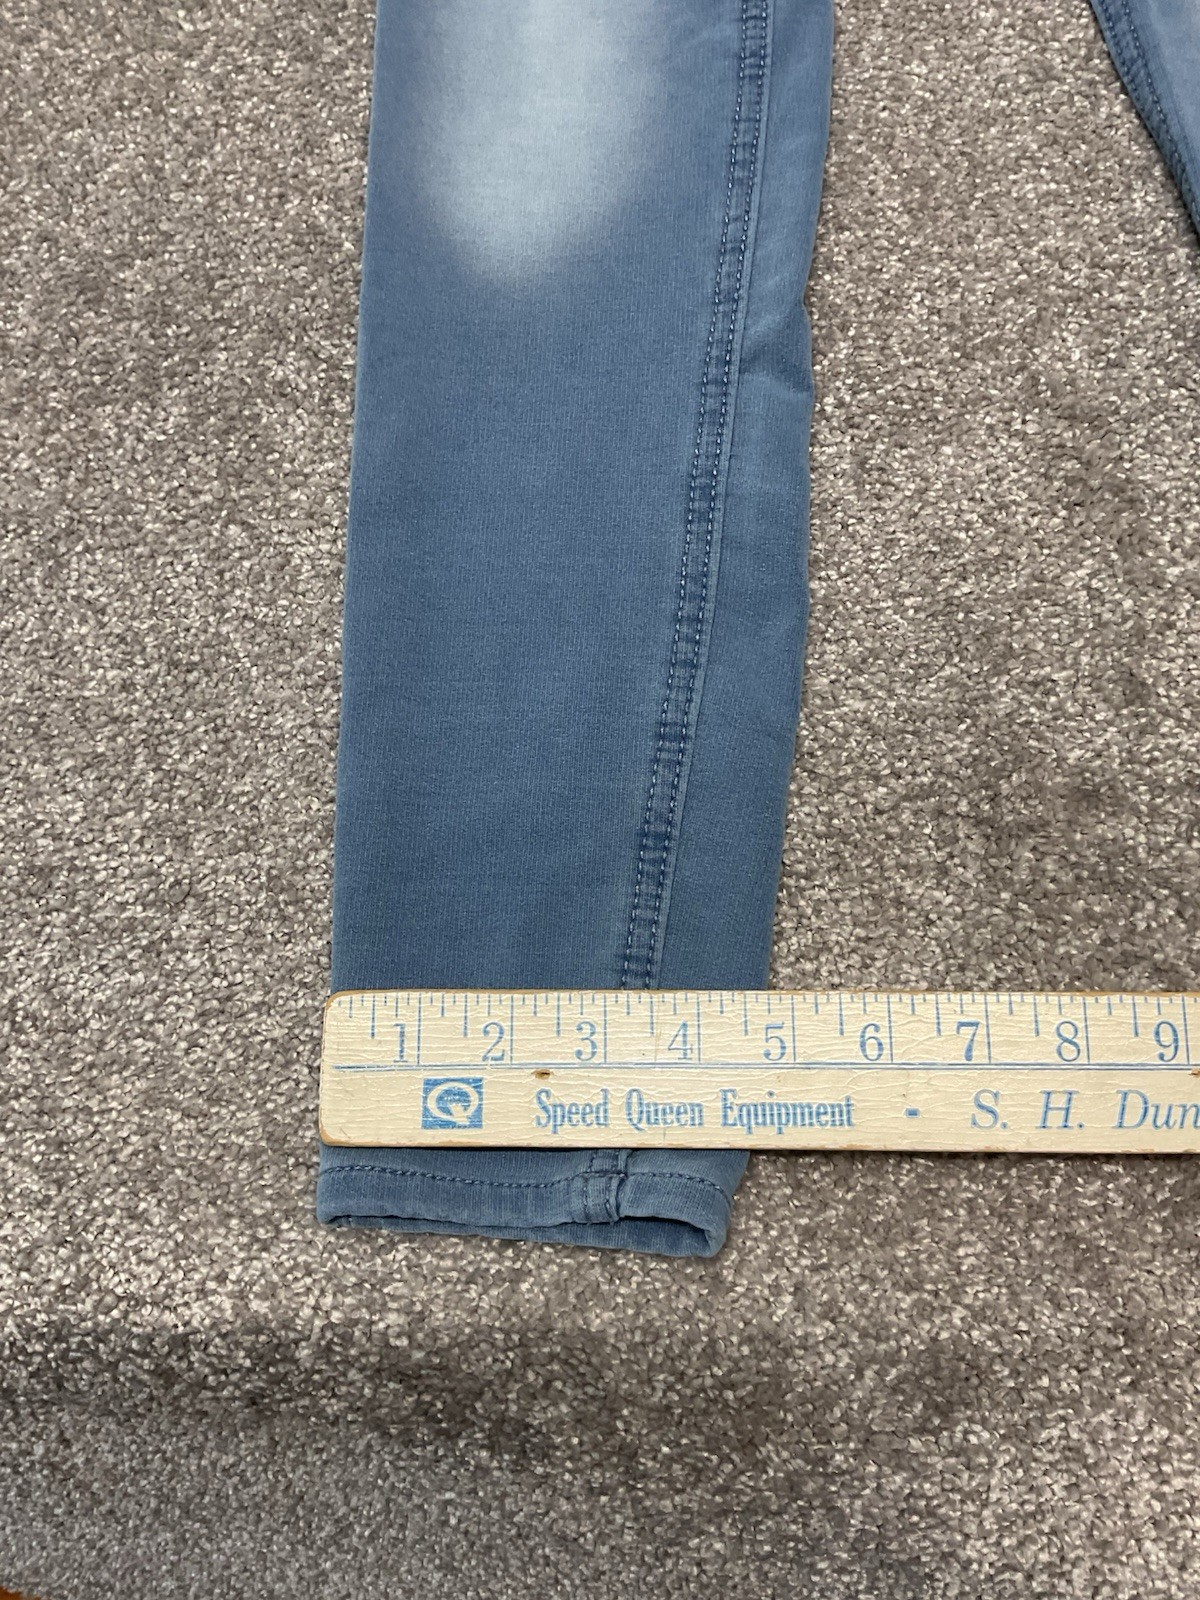 1 2 3 4 5 6 7 8 9
Speed Queen Equipment - S. H. Dun